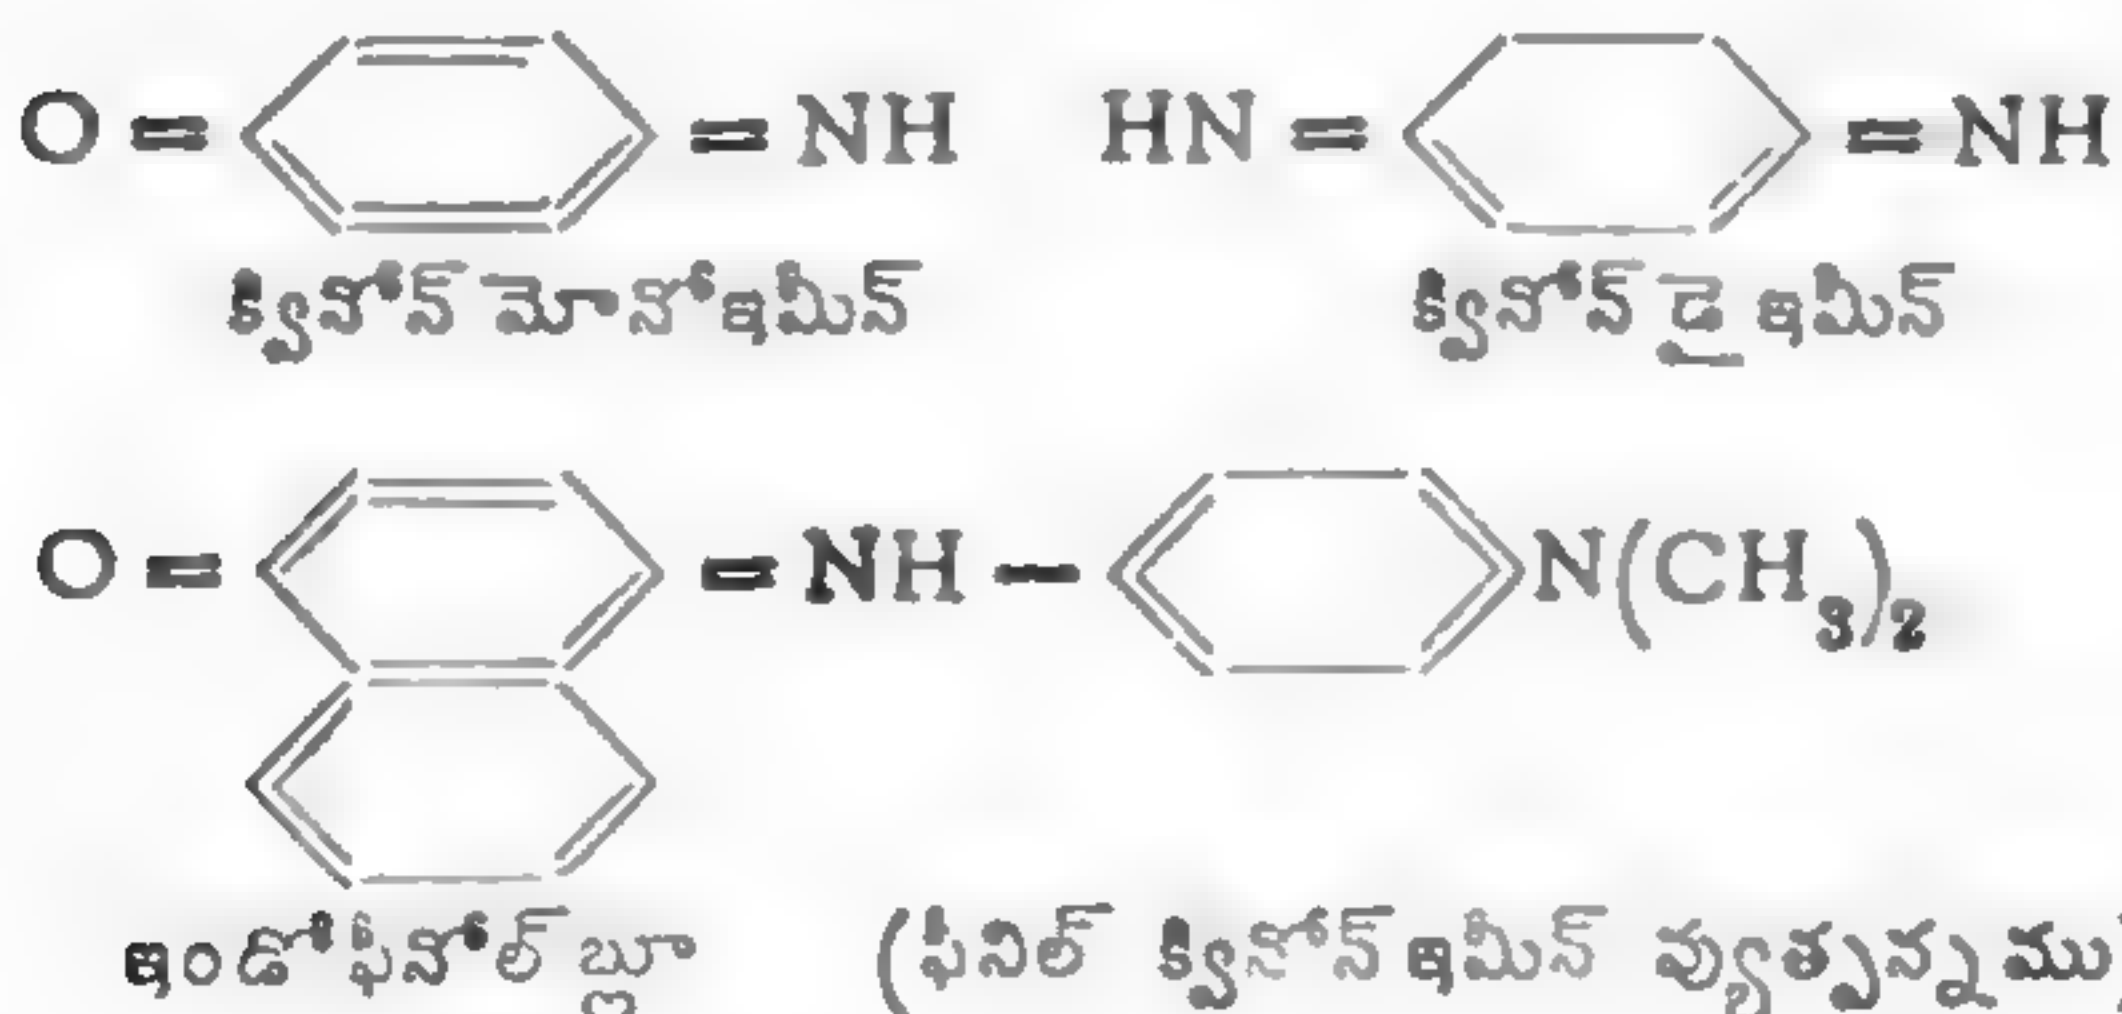 O = = NH HN = = NH
క్వినోన్ మోనోఇమీన్ క్వినోన్ డై ఇమీన్
O = = NH — N(CH₃)₂
ఇండోఫీనోల్ బ్లూ (ఫీనిల్ క్వినోన్ ఇమీన్ వ్యుత్పన్నము)